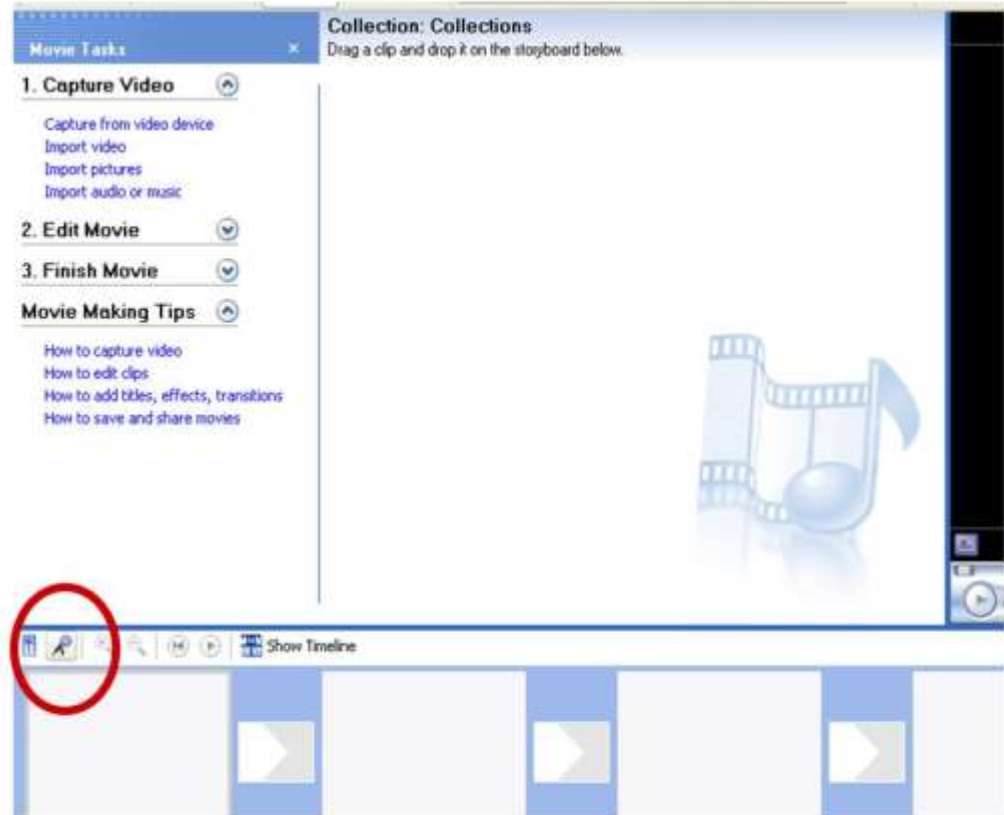 Movie Tasks
Collection: Collections
Drag a clip and drop it on the storyboard below.
1. Capture Video
Capture from video device
Import video
Import pictures
Import audio or music
2. Edit Movie
3. Finish Movie
Movie Making Tips
How to capture video
How to edit clips
How to add titles, effects, transitions
How to save and share movies
Show Timeline